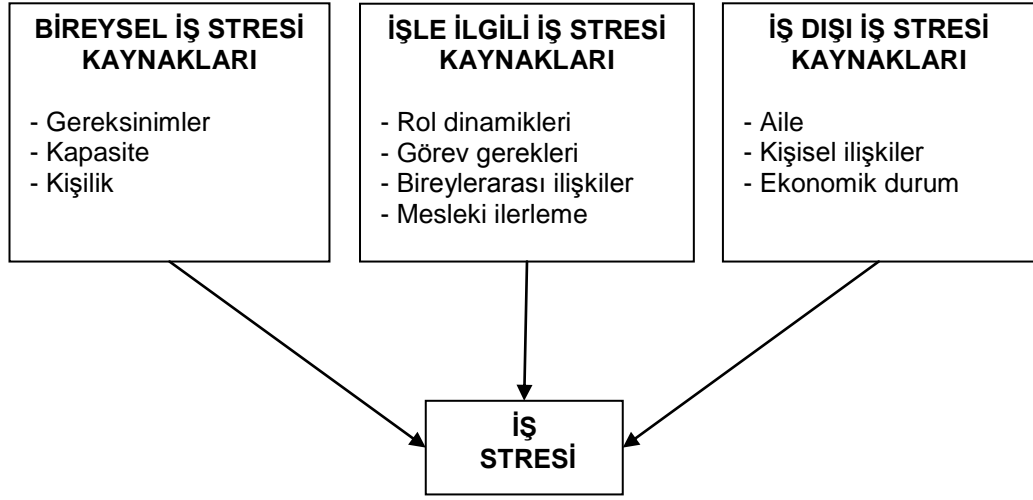 BİREYSEL İŞ STRESİ
KAYNAKLARI
- Gereksinimler
- Kapasite
- Kişilik
İŞLE İLGİLİ İŞ STRESİ
KAYNAKLARI
- Rol dinamikleri
- Görev gerekleri
- Bireylerarası ilişkiler
- Mesleki ilerleme
İŞ DIŞI İŞ STRESİ
KAYNAKLARI
- Aile
- Kişisel ilişkiler
- Ekonomik durum
İŞ
STRESİ